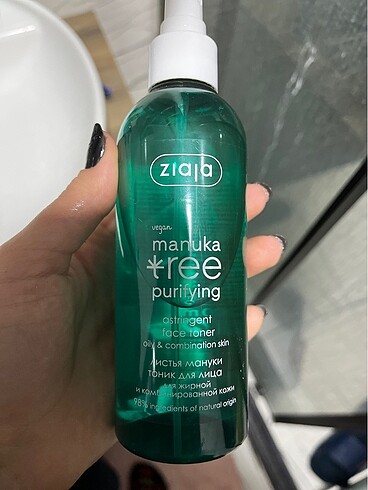 ziaja
vegan
manuka
tree
purifying
astringent
face toner
oily & combination skin
листья мануки
тоник для лица
для жирной
и комбинированной кожи
98% ingredients of natural origin